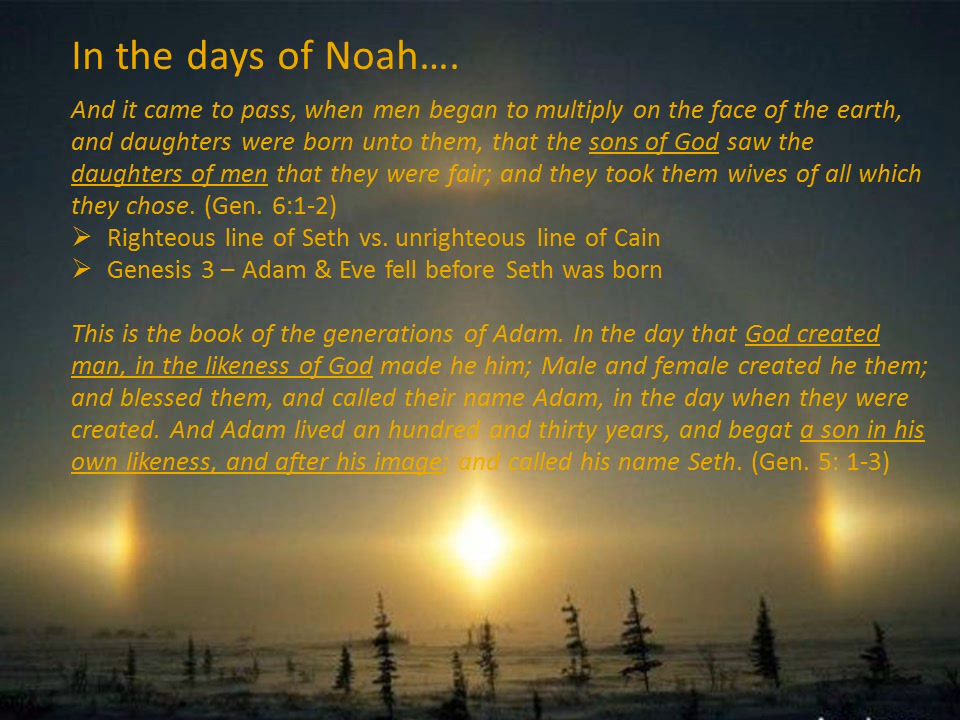 In the days of Noah….
And it came to pass, when men began to multiply on the face of the earth,
and daughters were born unto them, that the sons of God saw the
daughters of men that they were fair; and they took them wives of all which
they chose. (Gen. 6:1-2)
➢ Righteous line of Seth vs. unrighteous line of Cain
➢ Genesis 3 – Adam & Eve fell before Seth was born
This is the book of the generations of Adam. In the day that God created
man, in the likeness of God made he him; Male and female created he them;
and blessed them, and called their name Adam, in the day when they were
created. And Adam lived an hundred and thirty years, and begat a son in his
own likeness, and after his image; and called his name Seth. (Gen. 5: 1-3)